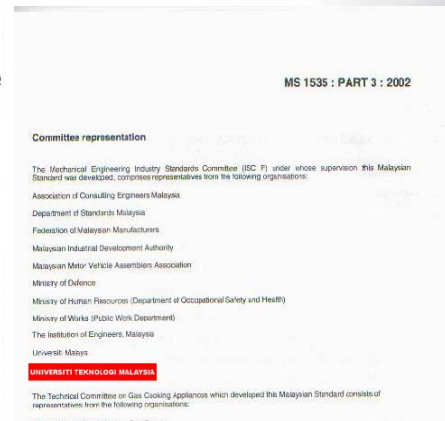 MS 1535 : PART 3 : 2002
Committee representation
The Mechanical Engineering Industry Standards Committee (ISC F) under whose supervision this Malaysian
Standard was developed, comprises representatives from the following organisations:
Association of Consulting Engineers Malaysia
Department of Standards Malaysia
Federation of Malaysian Manufacturers
Malaysian Industrial Development Authority
Malaysian Motor Vehicle Assemblers Association
Ministry of Defence
Ministry of Human Resources (Department of Occupational Safety and Health)
Ministry of Works (Public Work Department)
The Institution of Engineers, Malaysia
Universiti Malaya
UNIVERSITI TEKNOLOGI MALAYSIA
The Technical Committee on Gas Cooking Appliances which developed this Malaysian Standard consists of
representatives from the following organisations: